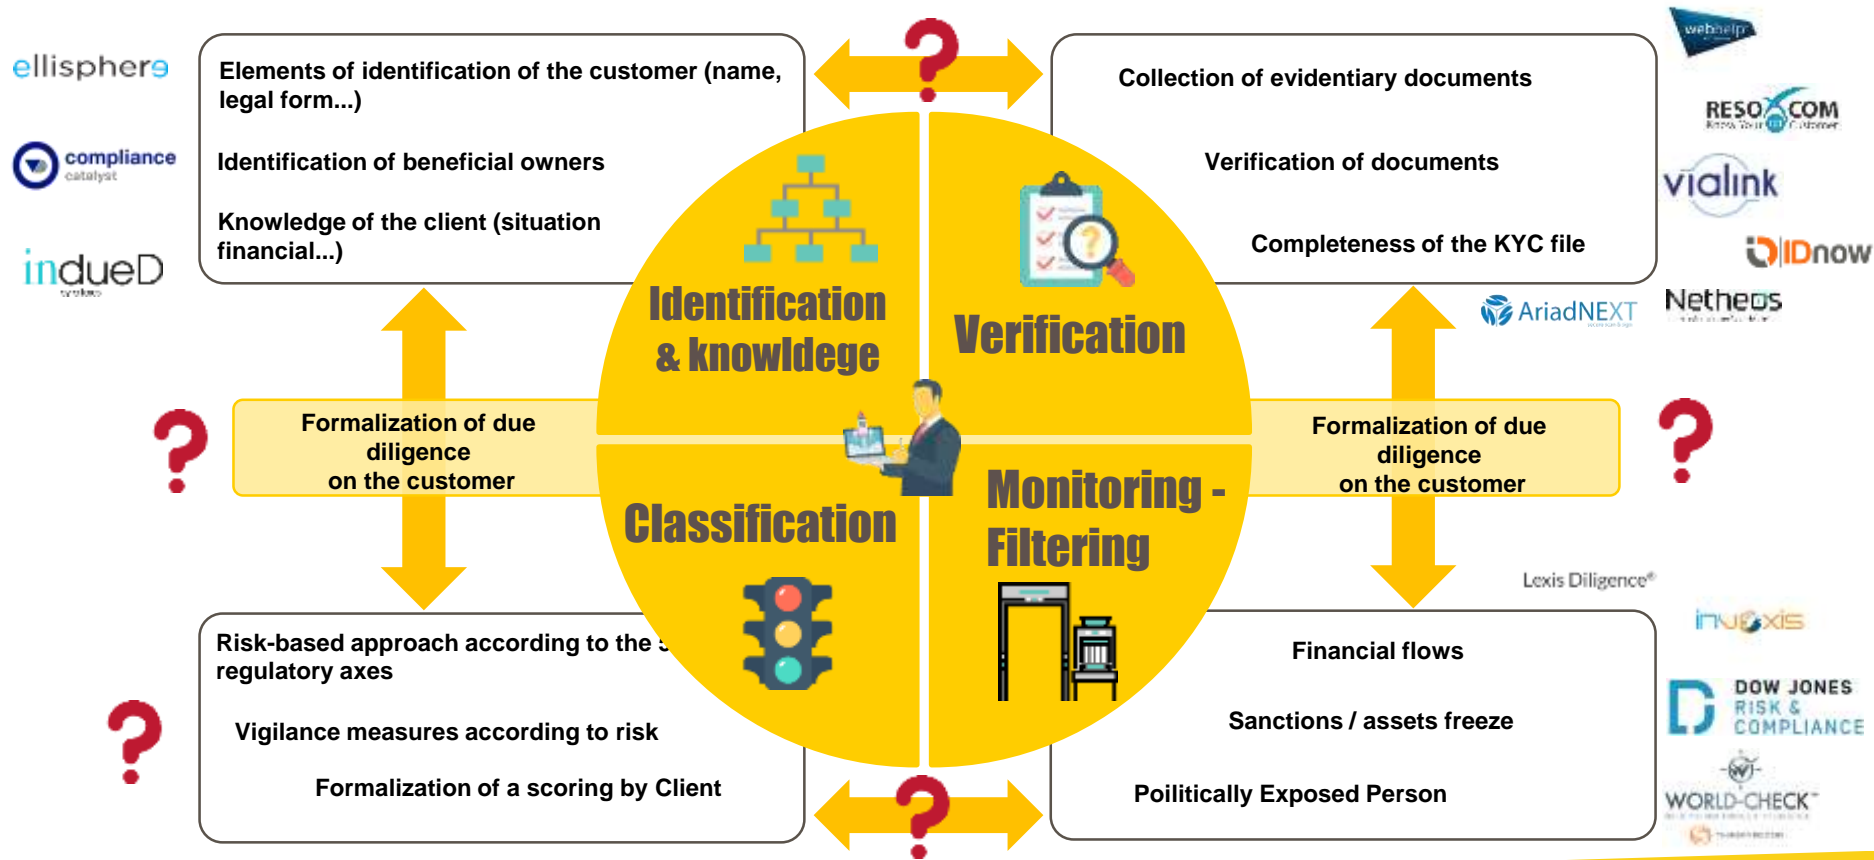 ellisphere
compliance
catalyst
indueD
Elements of identification of the customer (name,
legal form...)
Identification of beneficial owners
Knowledge of the client (situation
financial...)
Collection of evidentiary documents
Verification of documents
Completeness of the KYC file
webhelp
RESOCOM
Know Your Customer
vialink
IDnow
AriadNEXT
Netheos
Identification
& knowldege
Verification
Formalization of due
diligence
on the customer
Formalization of due
diligence
on the customer
Classification
Monitoring -
Filtering
Risk-based approach according to the
regulatory axes
Vigilance measures according to risk
Formalization of a scoring by Client
Lexis Diligence®
Financial flows
Sanctions / assets freeze
Poilitically Exposed Person
invoxis
DOW JONES
RISK &
COMPLIANCE
WORLD-CHECK